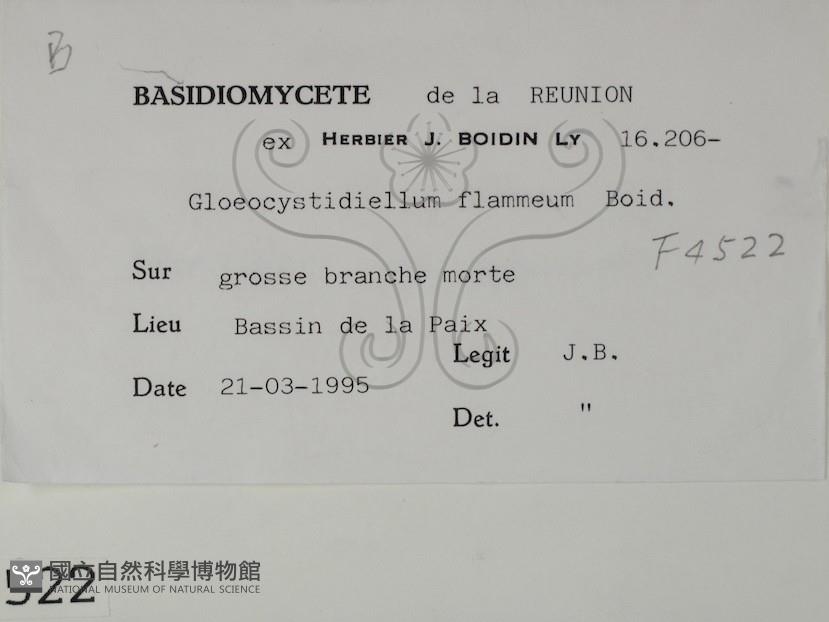 B
BASIDIOMYCETE de la REUNION
ex HERBIER J. BOIDIN LY 16.206-
Gloeocystidiellum flammeum Boid.
F4522
Sur grosse branche morte
Lieu Bassin de la Paix
Legit J.B.
Date 21-03-1995
Det. "
522
國立自然科學博物館
NATIONAL MUSEUM OF NATURAL SCIENCE